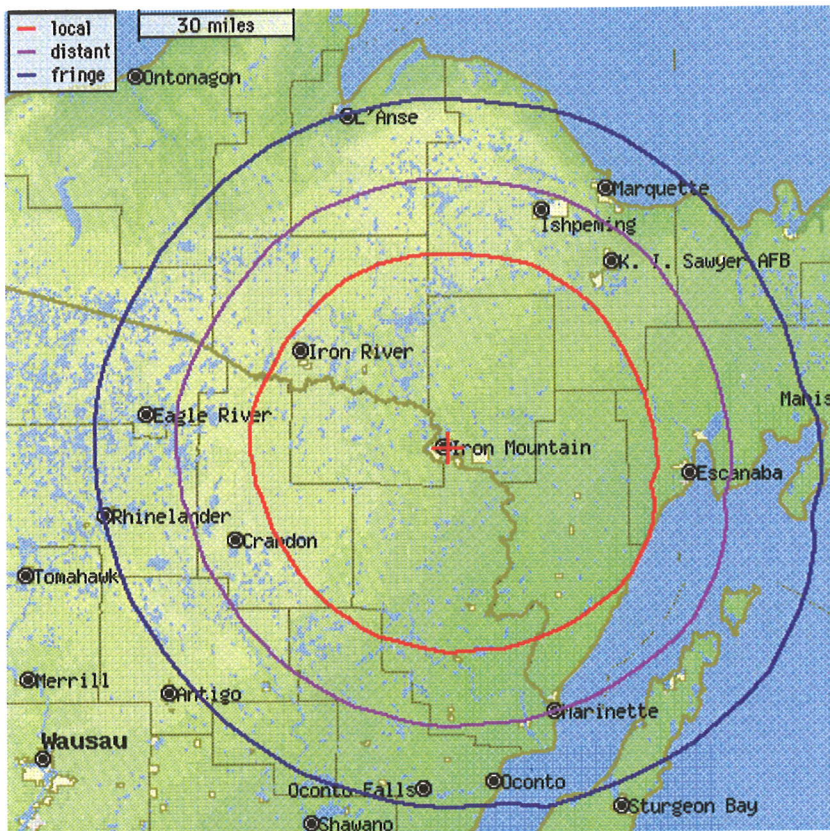 local
distant
fringe
30 miles
Ontonagon
L'Anse
Marquette
Ishpeming
K. I. Sawyer AFB
Iron River
Manis
Eagle River
Iron Mountain
Escanaba
Rhinelander
Crandon
Tomahawk
Merrill
Antigo
Marinette
Wausau
Oconto Falls
Oconto
Sturgeon Bay
Shawano